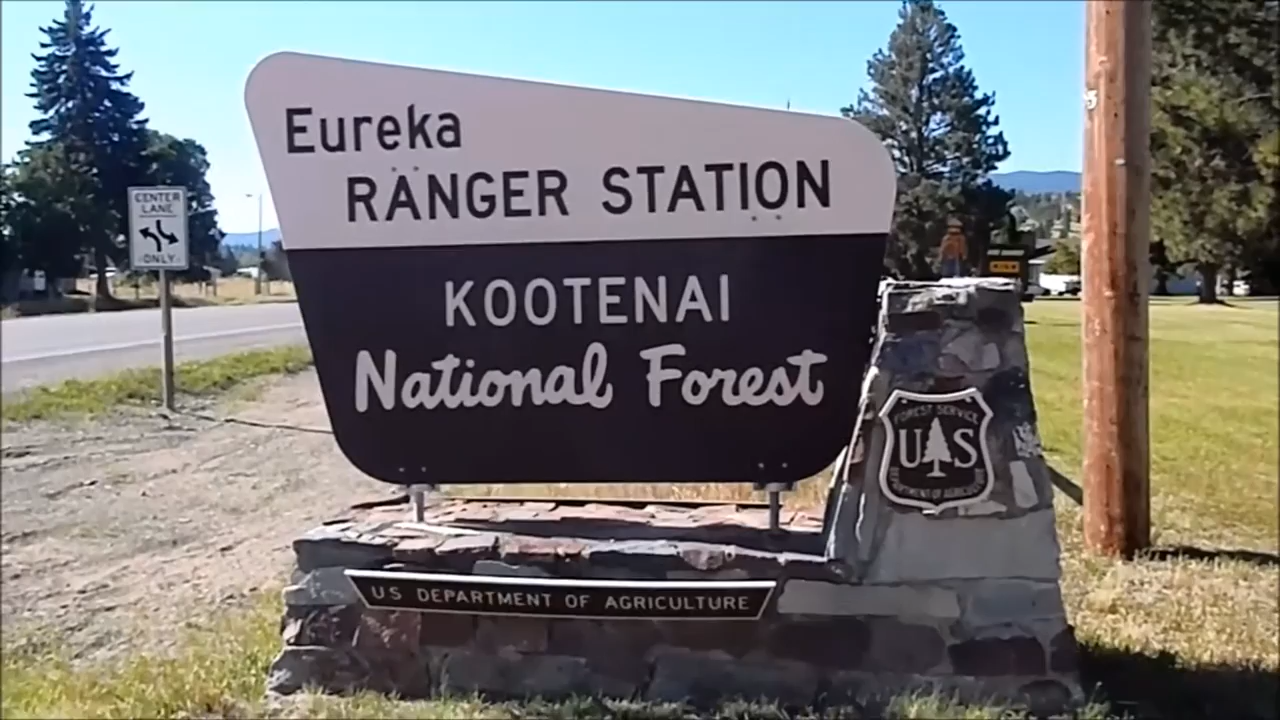 Eureka
RANGER STATION
KOOTENAI
National Forest
CENTER
LANE
ONLY
FOREST SERVICE
US
DEPARTMENT OF AGRICULTURE
U.S. DEPARTMENT OF AGRICULTURE